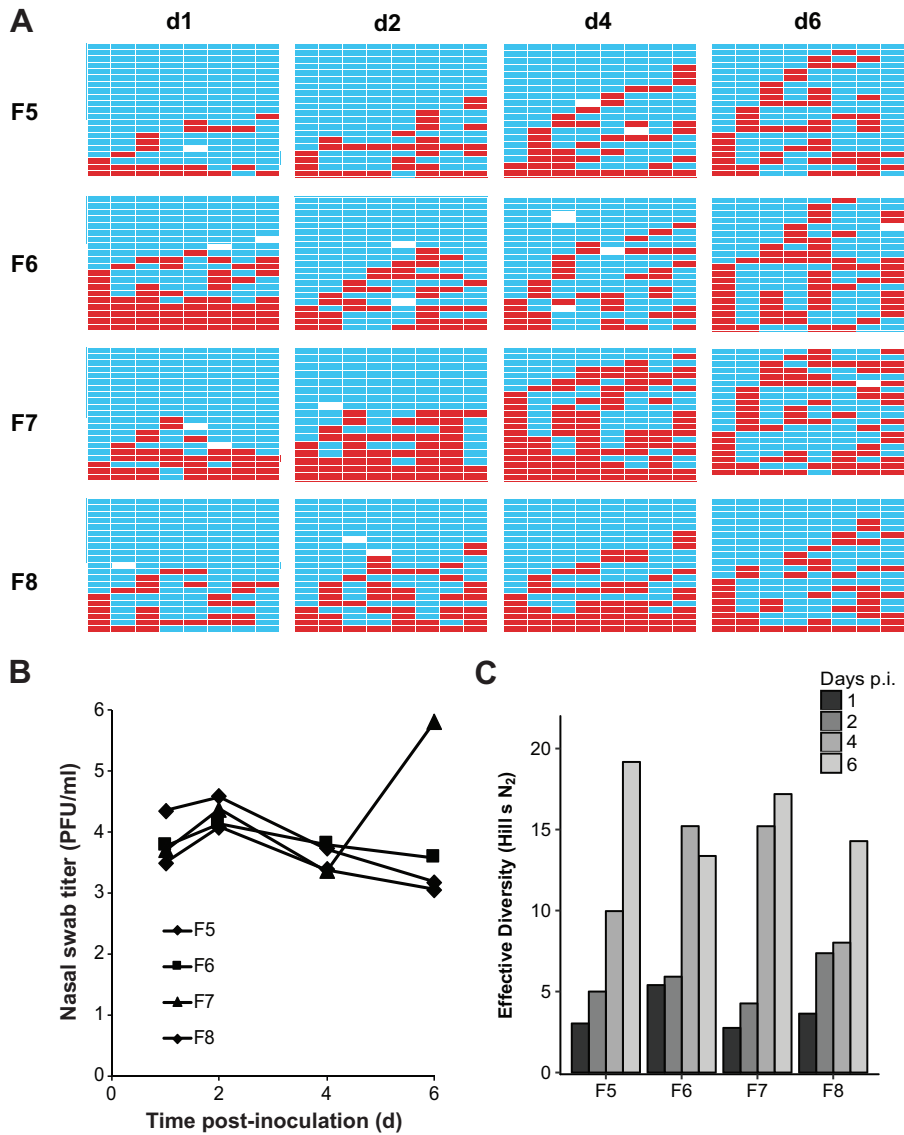 A
d1 d2 d4 d6
F5
F6
F7
F8
B
6
5
4
3
2
1
0
0 2 4 6
Nasal swab titer (PFU/ml)
Time post-inoculation (d)
F5
F6
F7
F8
C
Days p.i.
1
2
4
6
20
15
10
5
0
Effective Diversity (Hill s N2)
F5 F6 F7 F8